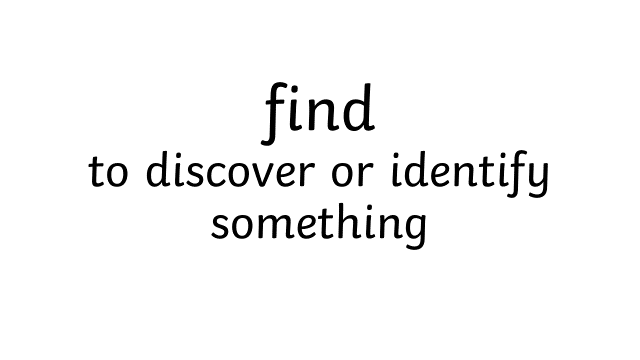 find
to discover or identify
something